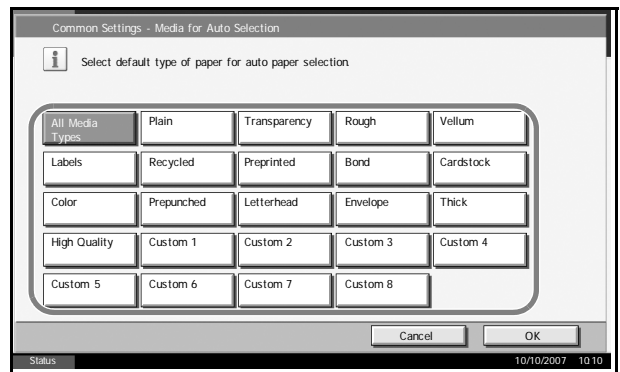 Common Settings - Media for Auto Selection
Select default type of paper for auto paper selection.
All Media
Types
Plain
Transparency
Rough
Vellum
Labels
Recycled
Preprinted
Bond
Cardstock
Color
Prepunched
Letterhead
Envelope
Thick
High Quality
Custom 1
Custom 2
Custom 3
Custom 4
Custom 5
Custom 6
Custom 7
Custom 8
Cancel
OK
Status
10/10/2007 10:10